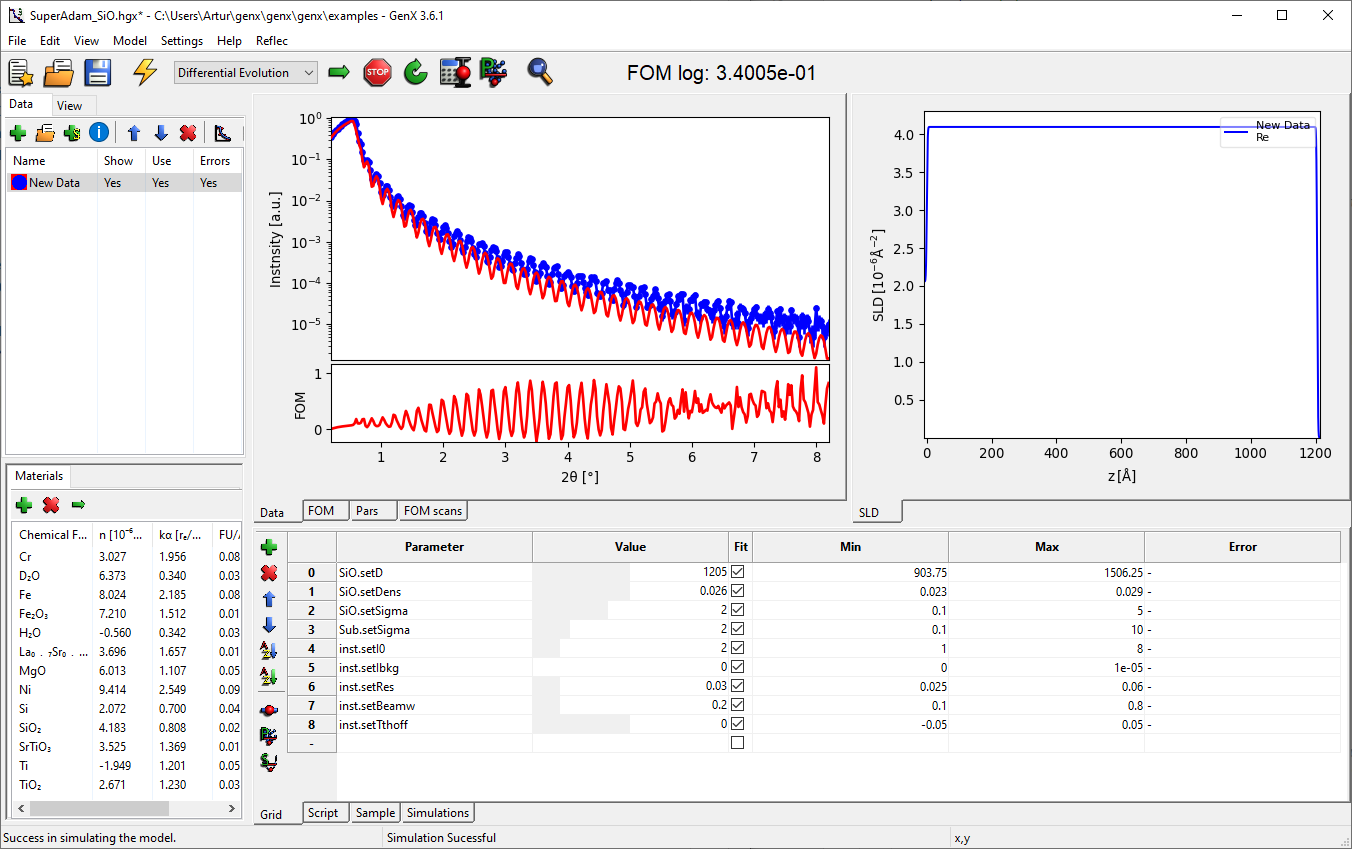 SuperAdam_SiO.hgx* - C:\Users\Artur\genx\genx\genx\examples - GenX 3.6.1
File Edit View Model Settings Help Reflec
Differential Evolution
STOP
FOM log: 3.4005e-01
Data View
Name Show Use Errors
New Data Yes Yes Yes
Materials
Chemical F... n [10⁻⁶... kα [rₑ/... FU/
Cr 3.027 1.956 0.08
D₂O 6.373 0.340 0.03
Fe 8.024 2.185 0.08
Fe₂O₃ 7.210 1.512 0.01
H₂O -0.560 0.342 0.03
La₀ . ₇Sr₀ . ... 3.696 1.657 0.01
MgO 6.013 1.107 0.05
Ni 9.414 2.549 0.09
Si 2.072 0.700 0.04
SiO₂ 4.183 0.808 0.02
SrTiO₃ 3.525 1.369 0.01
Ti -1.949 1.201 0.05
TiO₂ 2.671 1.230 0.03
Instnsity [a.u.]
10⁰
10⁻¹
10⁻²
10⁻³
10⁻⁴
10⁻⁵
FOM
1
0
1 2 3 4 5 6 7 8
2θ [°]
Data FOM Pars FOM scans
SLD [10⁻⁶Å⁻²]
4.0
3.5
3.0
2.5
2.0
1.5
1.0
0.5
New Data
Re
0 200 400 600 800 1000 1200
z [Å]
SLD
Parameter Value Fit Min Max Error
0 SiO.setD 1205 903.75 1506.25 -
1 SiO.setDens 0.026 0.023 0.029 -
2 SiO.setSigma 2 0.1 5 -
3 Sub.setSigma 2 0.1 10 -
4 inst.setI0 2 1 8 -
5 inst.setIbkg 0 0 1e-05 -
6 inst.setRes 0.03 0.025 0.06 -
7 inst.setBeamw 0.2 0.1 0.8 -
8 inst.setTthoff 0 -0.05 0.05 -
-
Grid Script Sample Simulations
Success in simulating the model. Simulation Sucessful x,y